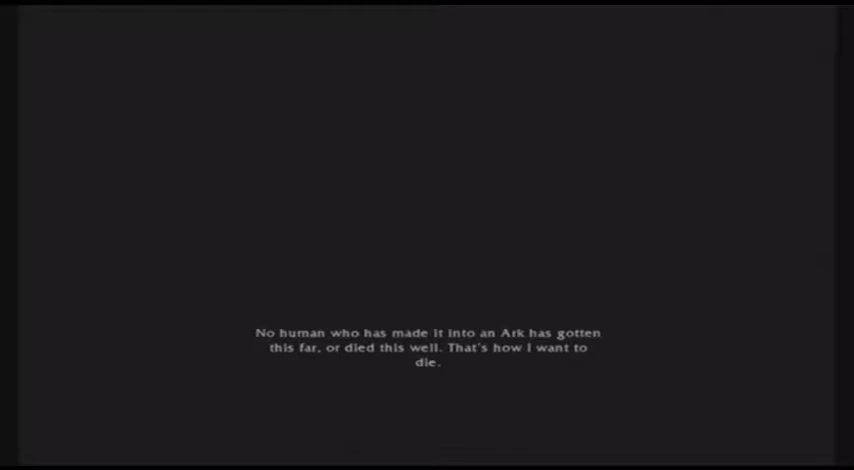 No human who has made it into an Ark has gotten
this far, or died this well. That's how I want to
die.